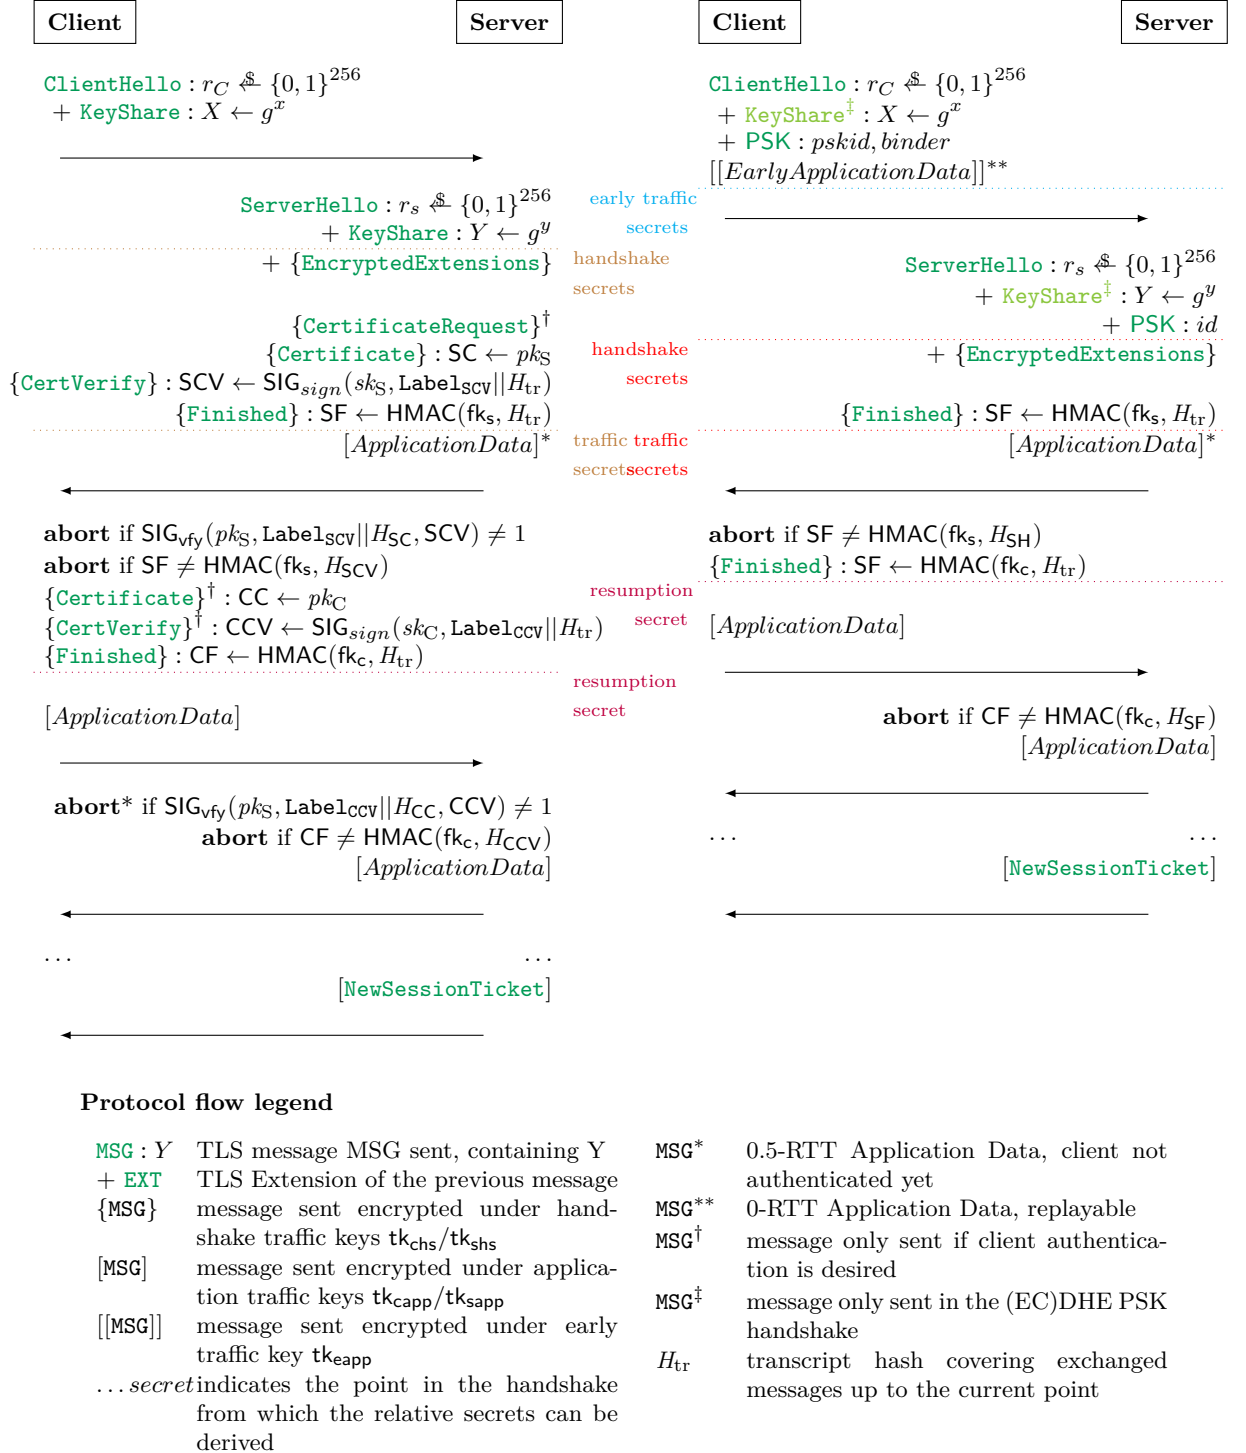 Client Server
ClientHello : r_C ←$ {0, 1}^256
+ KeyShare : X ← g^x
ServerHello : r_s ←$ {0, 1}^256
+ KeyShare : Y ← g^y
+ {EncryptedExtensions}
{CertificateRequest}†
{Certificate} : SC ← pk_S
{CertVerify} : SCV ← SIG_sign(sk_S, Label_SCV||H_tr)
{Finished} : SF ← HMAC(fk_s, H_tr)
[ApplicationData]*
abort if SIG_vfy(pk_S, Label_SCV||H_SC, SCV) ≠ 1
abort if SF ≠ HMAC(fk_s, H_SCV)
{Certificate}† : CC ← pk_C
{CertVerify}† : CCV ← SIG_sign(sk_C, Label_CCV||H_tr)
{Finished} : CF ← HMAC(fk_c, H_tr)
[ApplicationData]
abort* if SIG_vfy(pk_S, Label_CCV||H_CC, CCV) ≠ 1
abort if CF ≠ HMAC(fk_c, H_CCV)
[ApplicationData]
... ...
[NewSessionTicket]
early traffic
secrets
handshake
secrets
handshake
secrets
traffic traffic
secrets secrets
resumption
secret
resumption
secret
Client Server
ClientHello : r_C ←$ {0, 1}^256
+ KeyShare‡ : X ← g^x
+ PSK : pskid, binder
[[EarlyApplicationData]]**
ServerHello : r_s ←$ {0, 1}^256
+ KeyShare‡ : Y ← g^y
+ PSK : id
+ {EncryptedExtensions}
{Finished} : SF ← HMAC(fk_s, H_tr)
[ApplicationData]*
abort if SF ≠ HMAC(fk_s, H_SH)
{Finished} : SF ← HMAC(fk_c, H_tr)
[ApplicationData]
abort if CF ≠ HMAC(fk_c, H_SF)
[ApplicationData]
... ...
[NewSessionTicket]
Protocol flow legend
MSG : Y TLS message MSG sent, containing Y
+ EXT TLS Extension of the previous message
{MSG} message sent encrypted under hand-
shake traffic keys tk_chs/tk_shs
[MSG] message sent encrypted under applica-
tion traffic keys tk_capp/tk_sapp
[[MSG]] message sent encrypted under early
traffic key tk_eapp
...secret indicates the point in the handshake
from which the relative secrets can be
derived
MSG* 0.5-RTT Application Data, client not
authenticated yet
MSG** 0-RTT Application Data, replayable
MSG† message only sent if client authentica-
tion is desired
MSG‡ message only sent in the (EC)DHE PSK
handshake
H_tr transcript hash covering exchanged
messages up to the current point